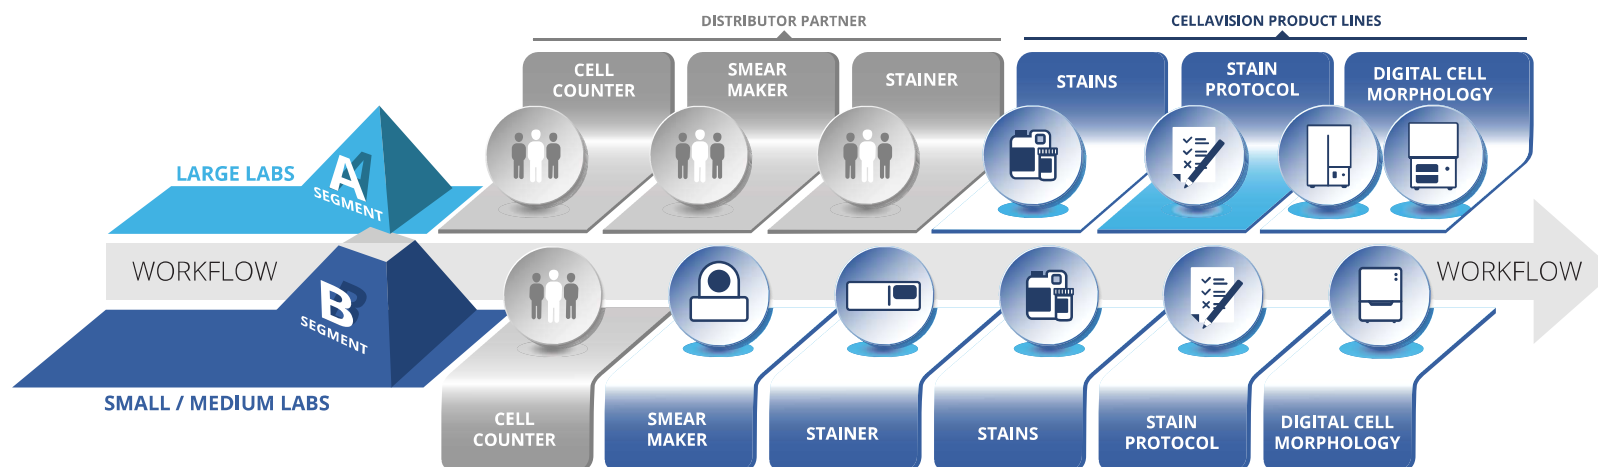 DISTRIBUTOR PARTNER
CELLAVISION PRODUCT LINES
CELL
COUNTER
SMEAR
MAKER
STAINER
STAINS
STAIN
PROTOCOL
DIGITAL CELL
MORPHOLOGY
LARGE LABS
A
SEGMENT
WORKFLOW
WORKFLOW
B
SEGMENT
SMALL / MEDIUM LABS
CELL
COUNTER
SMEAR
MAKER
STAINER
STAINS
STAIN
PROTOCOL
DIGITAL CELL
MORPHOLOGY